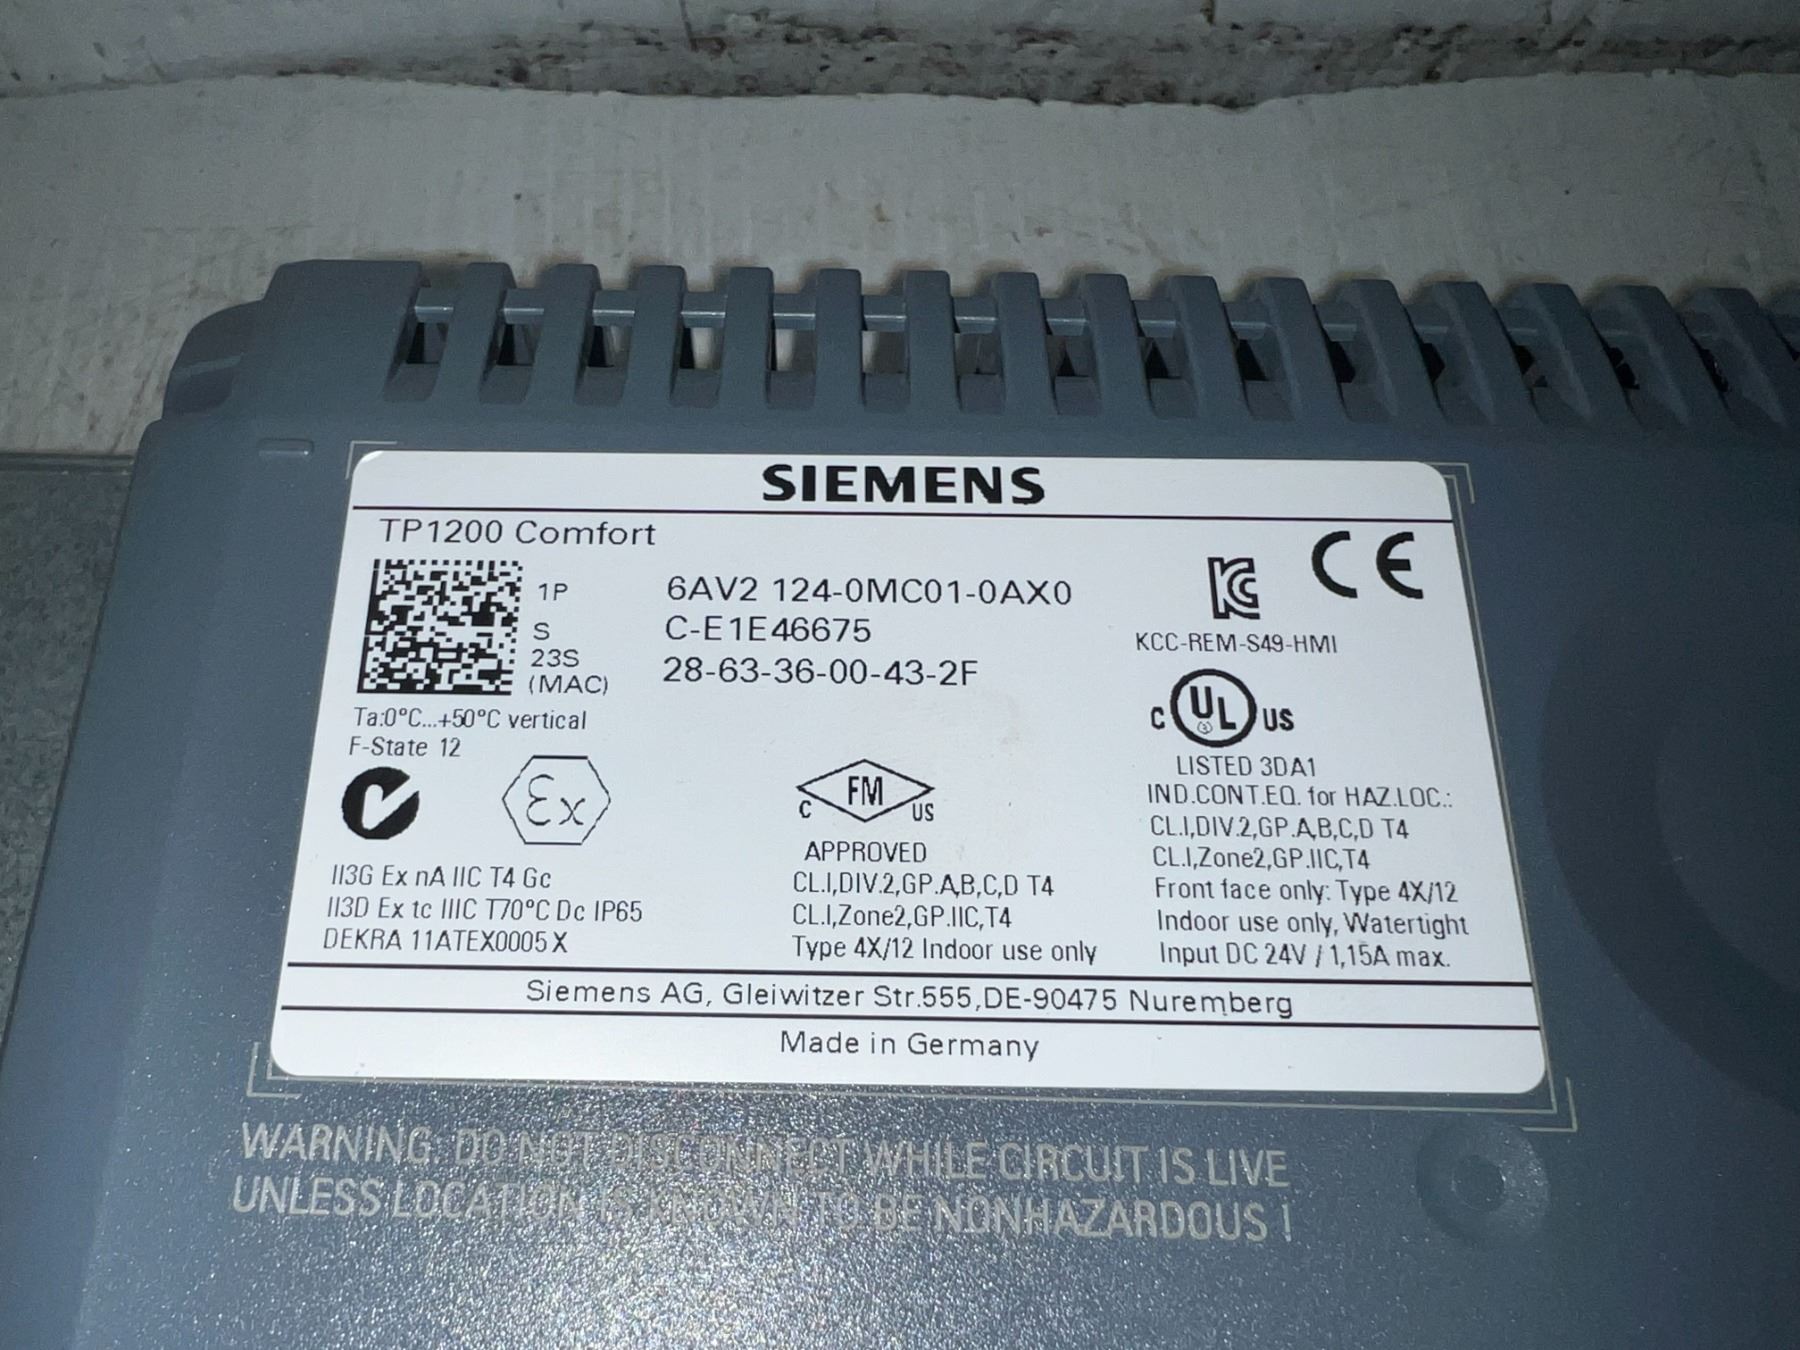 SIEMENS
TP1200 Comfort
1P 6AV2 124-0MC01-0AX0
S C-E1E46675
23S 28-63-36-00-43-2F
(MAC)
Ta:0°C...+50°C vertical
F-State 12
Ex
II3G Ex nA IIC T4 Gc
II3D Ex tc IIIC T70°C Dc IP65
DEKRA 11ATEX0005 X
C FM US
APPROVED
CL.I,DIV.2,GP.A,B,C,D T4
CL.I,Zone2,GP.IIC,T4
Type 4X/12 Indoor use only
CE
KCC-REM-S49-HMI
C UL US
LISTED 3DA1
IND.CONT.EQ. for HAZ.LOC.:
CL.I,DIV.2,GP.A,B,C,D T4
CL.I,Zone2,GP.IIC,T4
Front face only: Type 4X/12
Indoor use only, Watertight
Input DC 24V / 1,15A max.
Siemens AG, Gleiwitzer Str.555,DE-90475 Nuremberg
Made in Germany
WARNING: DO NOT DISCONNECT WHILE CIRCUIT IS LIVE
UNLESS LOCATION IS KNOWN TO BE NONHAZARDOUS !